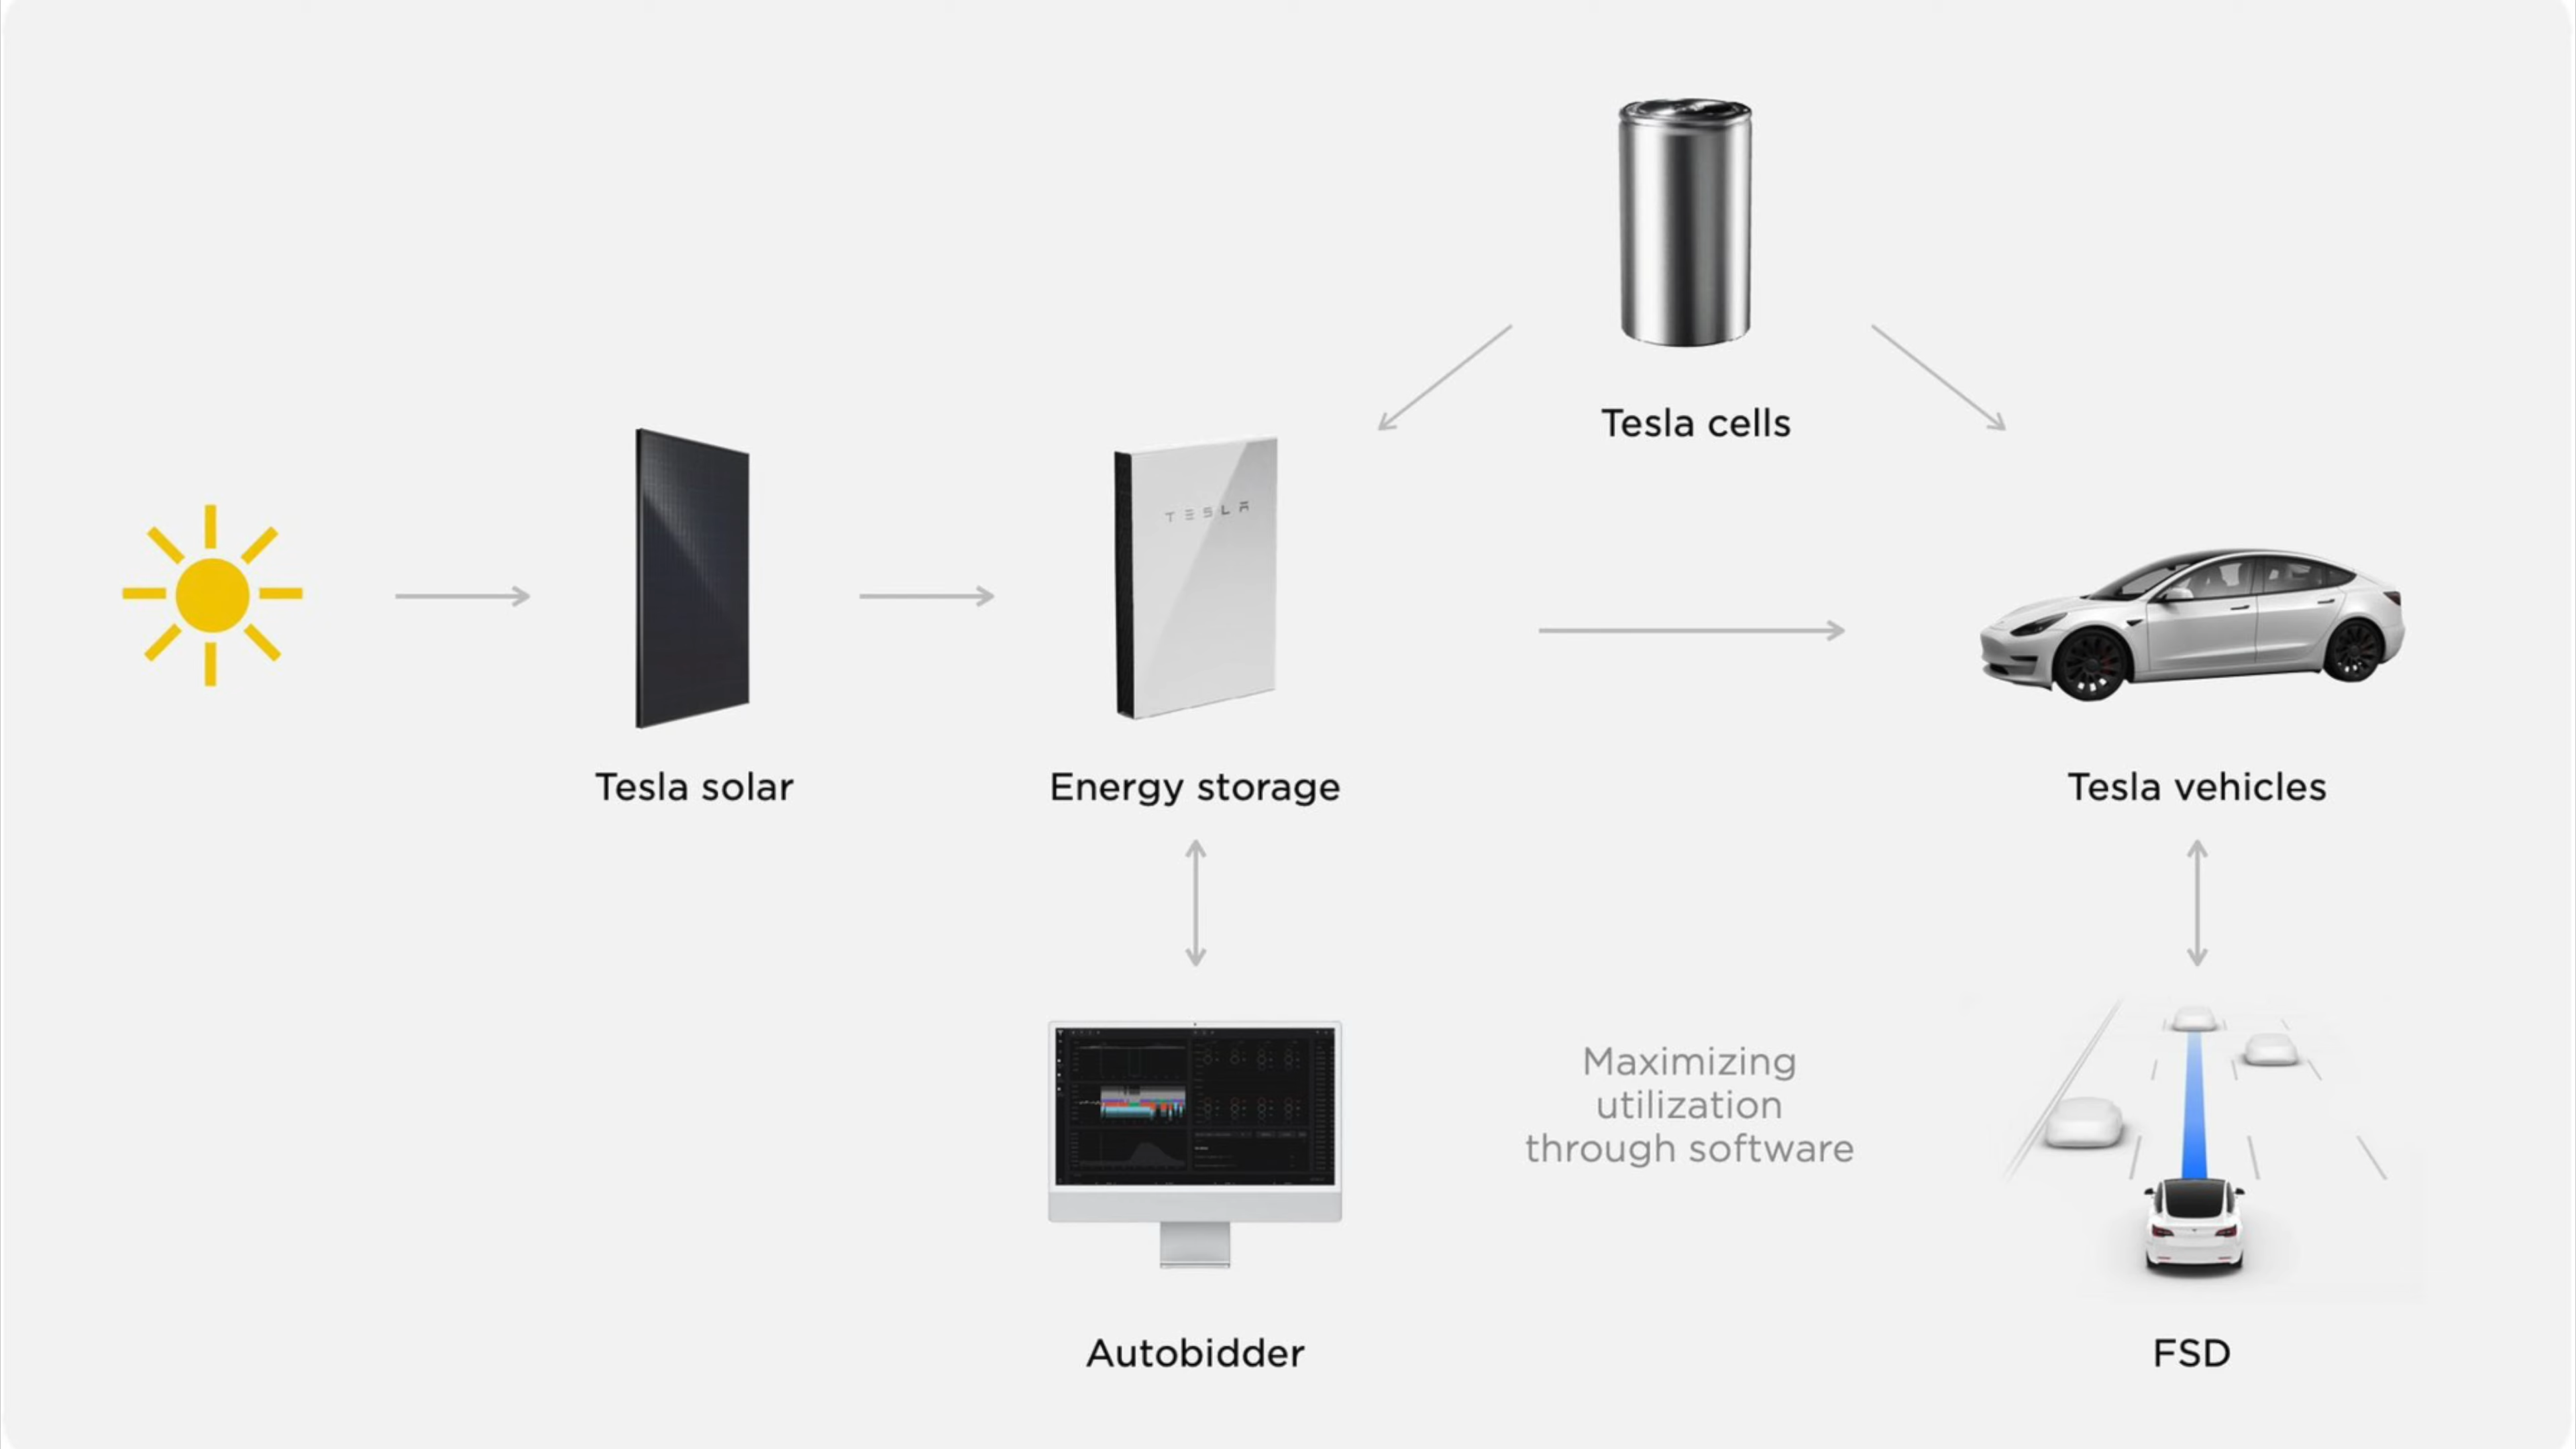 Tesla cells
TESLA
Tesla solar
Energy storage
Tesla vehicles
Maximizing
utilization
through software
Autobidder
FSD